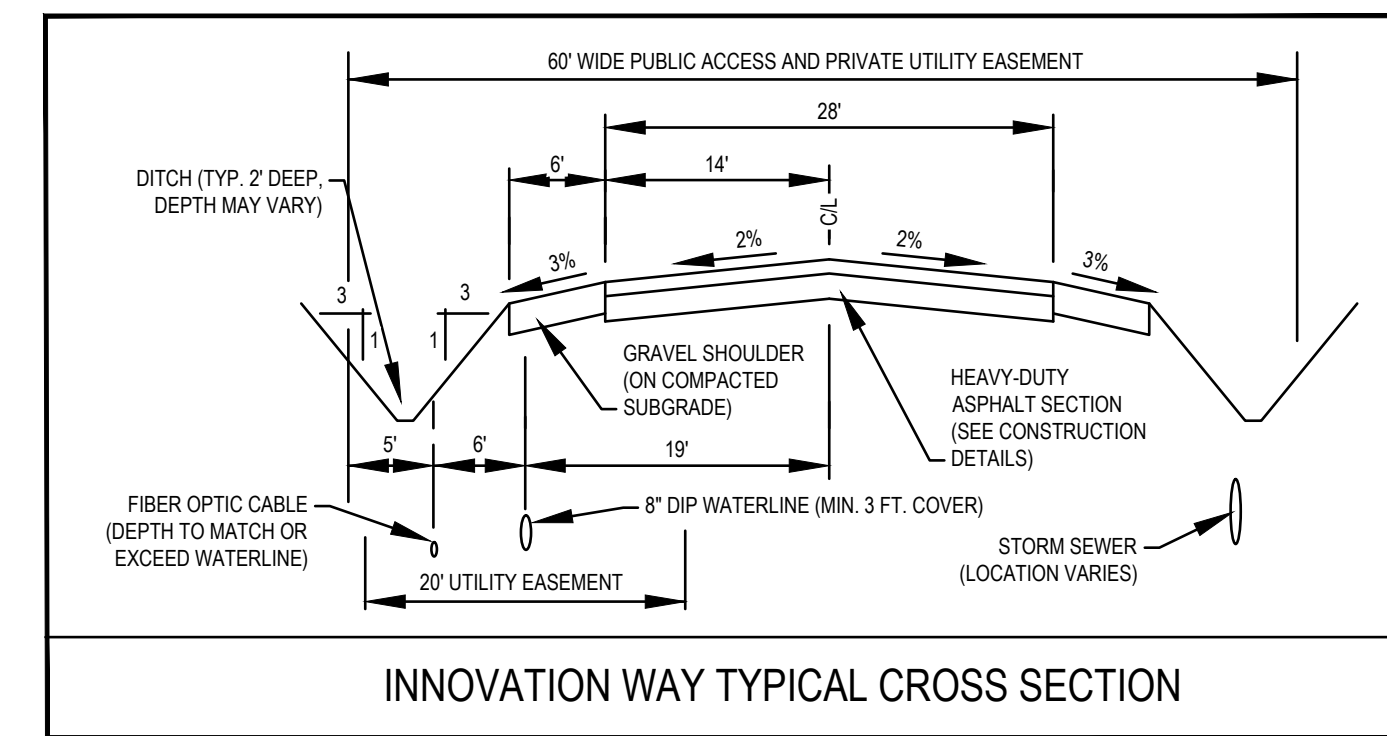 60' WIDE PUBLIC ACCESS AND PRIVATE UTILITY EASEMENT
28'
6'
14'
DITCH (TYP. 2' DEEP,
DEPTH MAY VARY)
C/L
3%
2%
2%
3%
3
1
3
1
GRAVEL SHOULDER
(ON COMPACTED
SUBGRADE)
HEAVY-DUTY
ASPHALT SECTION
(SEE CONSTRUCTION
DETAILS)
5'
6'
19'
FIBER OPTIC CABLE
(DEPTH TO MATCH OR
EXCEED WATERLINE)
8" DIP WATERLINE (MIN. 3 FT. COVER)
STORM SEWER
(LOCATION VARIES)
20' UTILITY EASEMENT
INNOVATION WAY TYPICAL CROSS SECTION